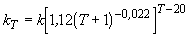 k_T = k[1,12(T + 1)^{-0,022}]^{T-20}